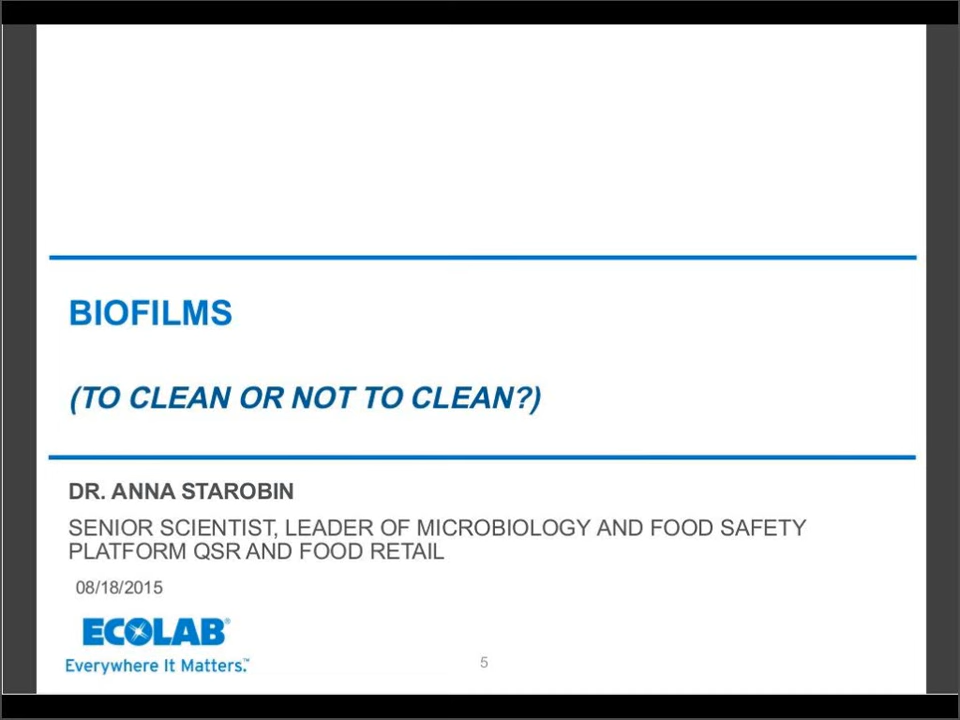 BIOFILMS
(TO CLEAN OR NOT TO CLEAN?)
DR. ANNA STAROBIN
SENIOR SCIENTIST, LEADER OF MICROBIOLOGY AND FOOD SAFETY
PLATFORM QSR AND FOOD RETAIL
08/18/2015
ECOLAB®
Everywhere It Matters.™
5